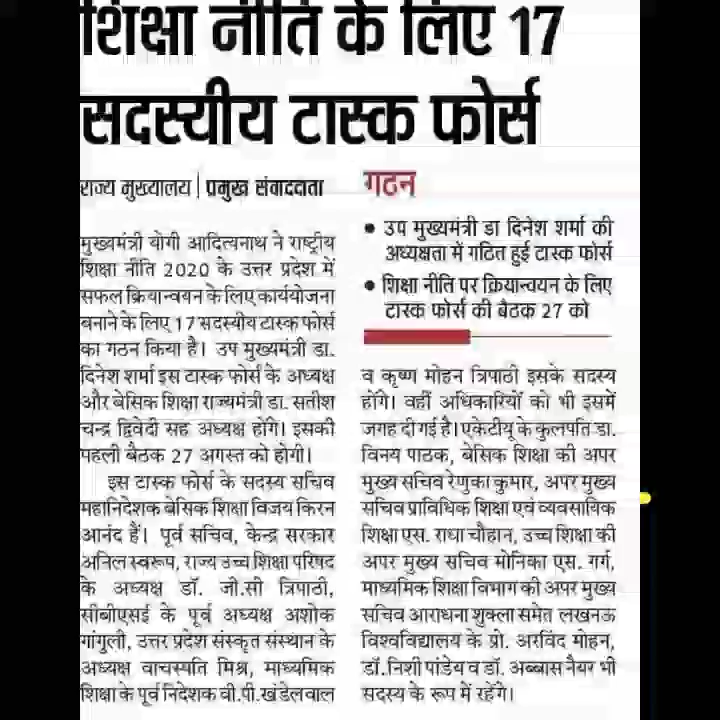 शिक्षा नीति के लिए 17
सदस्यीय टास्क फोर्स
राज्य मुख्यालय | प्रमुख संवाददाता
मुख्यमंत्री योगी आदित्यनाथ ने राष्ट्रीय
शिक्षा नीति 2020 के उत्तर प्रदेश में
सफल क्रियान्वयन के लिए कार्ययोजना
बनाने के लिए 17 सदस्यीय टास्क फोर्स
का गठन किया है। उप मुख्यमंत्री डा.
दिनेश शर्मा इस टास्क फोर्स के अध्यक्ष
और बेसिक शिक्षा राज्यमंत्री डा. सतीश
चन्द्र द्विवेदी सह अध्यक्ष होंगे। इसकी
पहली बैठक 27 अगस्त को होगी।
इस टास्क फोर्स के सदस्य सचिव
महानिदेशक बेसिक शिक्षा विजय किरन
आनंद हैं। पूर्व सचिव, केन्द्र सरकार
अनिल स्वरूप, राज्य उच्च शिक्षा परिषद
के अध्यक्ष डॉ. जी.सी त्रिपाठी,
सीबीएसई के पूर्व अध्यक्ष अशोक
गांगुली, उत्तर प्रदेश संस्कृत संस्थान के
अध्यक्ष वाचस्पति मिश्र, माध्यमिक
शिक्षा के पूर्व निदेशक वी.पी.खंडेलवाल
गठन
• उप मुख्यमंत्री डा दिनेश शर्मा की
अध्यक्षता में गठित हुई टास्क फोर्स
• शिक्षा नीति पर क्रियान्वयन के लिए
टास्क फोर्स की बैठक 27 को
व कृष्ण मोहन त्रिपाठी इसके सदस्य
होंगे। वहीं अधिकारियों को भी इसमें
जगह दी गई है। एकेटीयू के कुलपति डा.
विनय पाठक, बेसिक शिक्षा की अपर
मुख्य सचिव रेणुका कुमार, अपर मुख्य
सचिव प्राविधिक शिक्षा एवं व्यवसायिक
शिक्षा एस. राधा चौहान, उच्च शिक्षा की
अपर मुख्य सचिव मोनिका एस. गर्ग,
माध्यमिक शिक्षा विभाग की अपर मुख्य
सचिव आराधना शुक्ला समेत लखनऊ
विश्वविद्यालय के प्रो. अरविंद मोहन,
डॉ.निशी पांडेय व डॉ. अब्बास नैयर भी
सदस्य के रूप में रहेंगे।